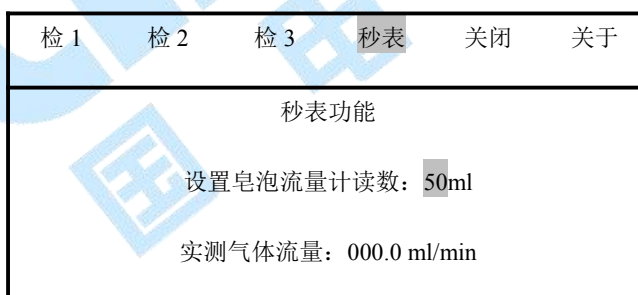 检 1 检 2 检 3 秒表 关闭 关于
秒表功能
设置皂泡流量计读数：50ml
实测气体流量：000.0 ml/min